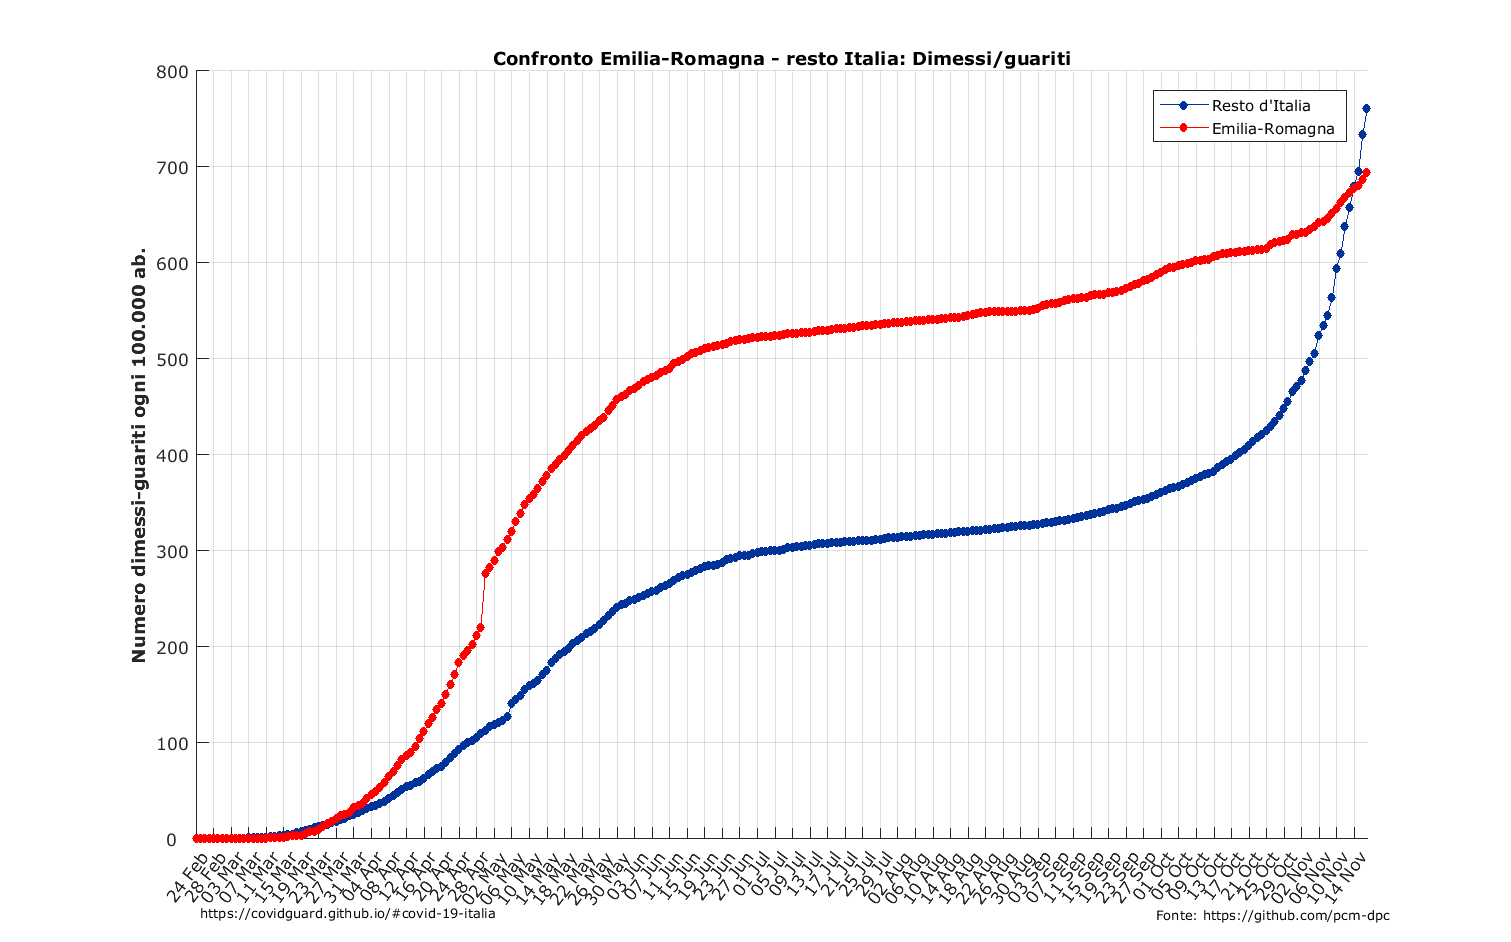 Confronto Emilia-Romagna - resto Italia: Dimessi/guariti
Resto d'Italia
Emilia-Romagna
Numero dimessi-guariti ogni 100.000 ab.
800
700
600
500
400
300
200
100
0
24 Feb
28 Feb
03 Mar
07 Mar
11 Mar
15 Mar
19 Mar
23 Mar
27 Mar
31 Mar
04 Apr
08 Apr
12 Apr
16 Apr
20 Apr
24 Apr
28 Apr
02 May
06 May
10 May
14 May
18 May
22 May
26 May
30 May
03 Jun
07 Jun
11 Jun
15 Jun
19 Jun
23 Jun
27 Jun
01 Jul
05 Jul
09 Jul
13 Jul
17 Jul
21 Jul
25 Jul
29 Jul
02 Aug
06 Aug
10 Aug
14 Aug
18 Aug
22 Aug
26 Aug
30 Aug
03 Sep
07 Sep
11 Sep
15 Sep
19 Sep
23 Sep
27 Sep
01 Oct
05 Oct
09 Oct
13 Oct
17 Oct
21 Oct
25 Oct
29 Oct
02 Nov
06 Nov
10 Nov
14 Nov
https://covidguard.github.io/#covid-19-italia
Fonte: https://github.com/pcm-dpc